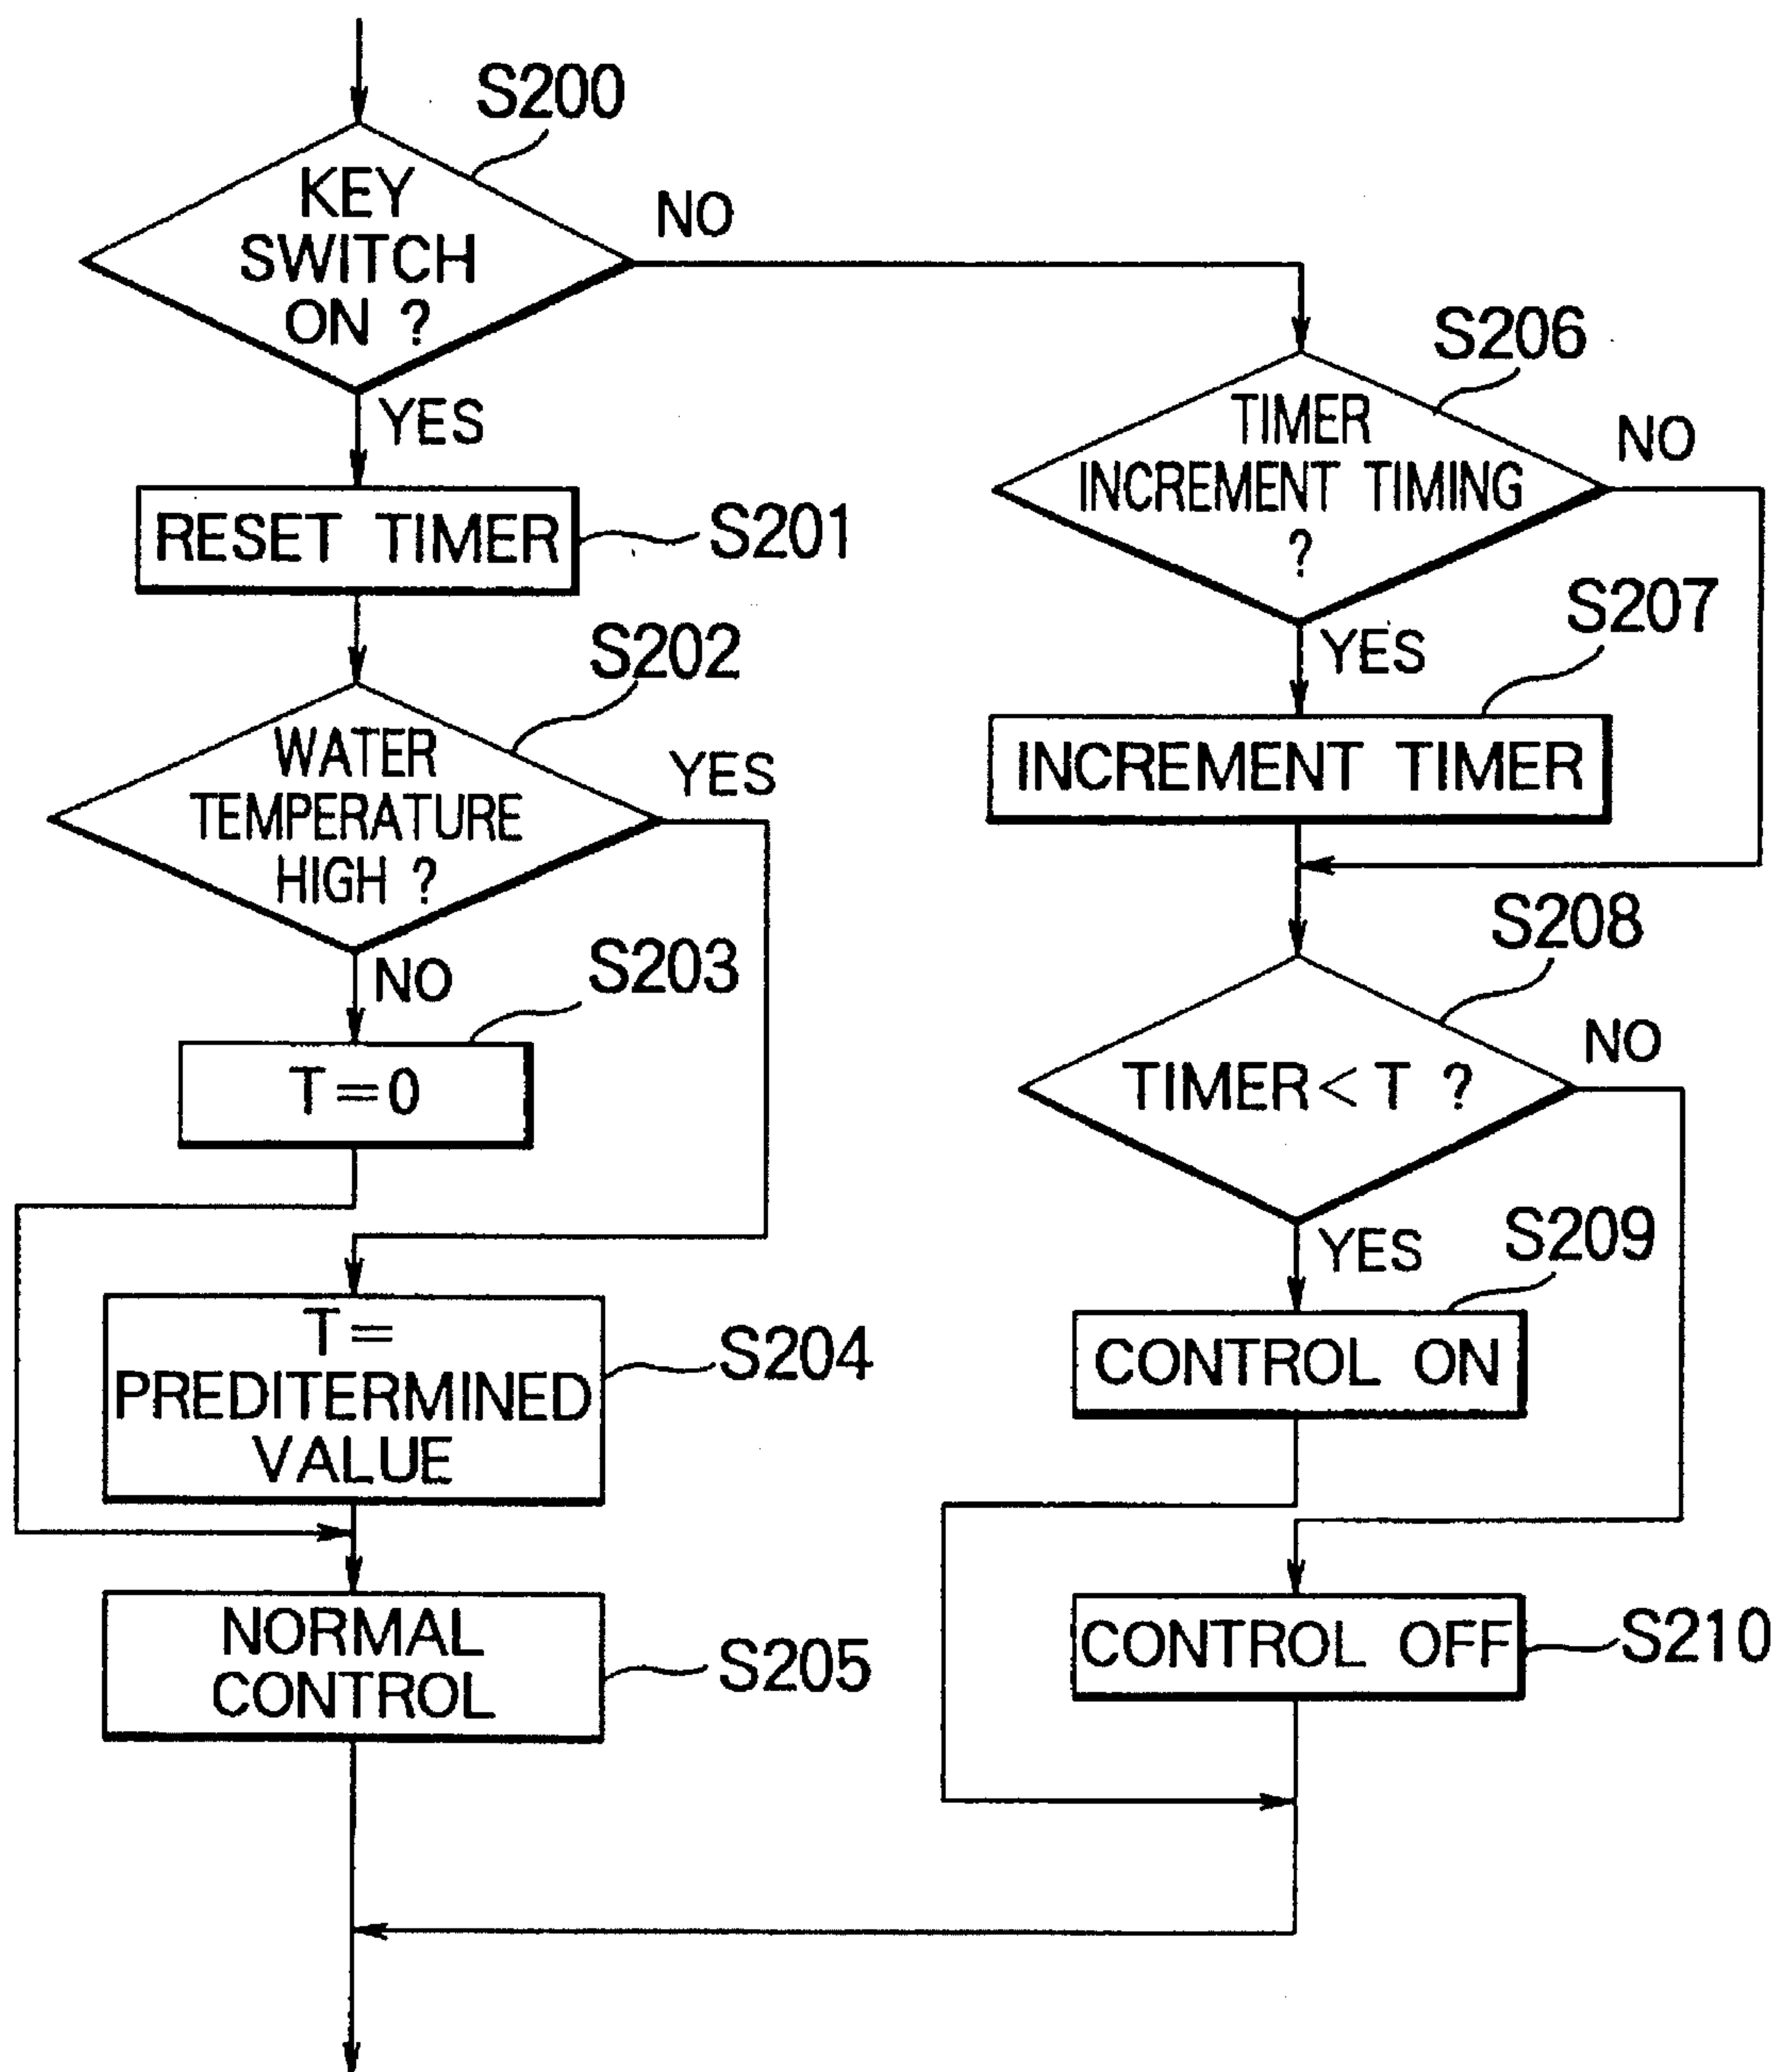 S200
KEY
SWITCH
ON ?
NO
YES
RESET TIMER
S201
S202
WATER
TEMPERATURE
HIGH ?
YES
NO
S203
T=0
T=
PREDITERMINED
VALUE
S204
NORMAL
CONTROL
S205
S206
TIMER
INCREMENT TIMING
?
NO
YES
S207
INCREMENT TIMER
S208
TIMER< T ?
NO
YES
S209
CONTROL ON
CONTROL OFF
S210